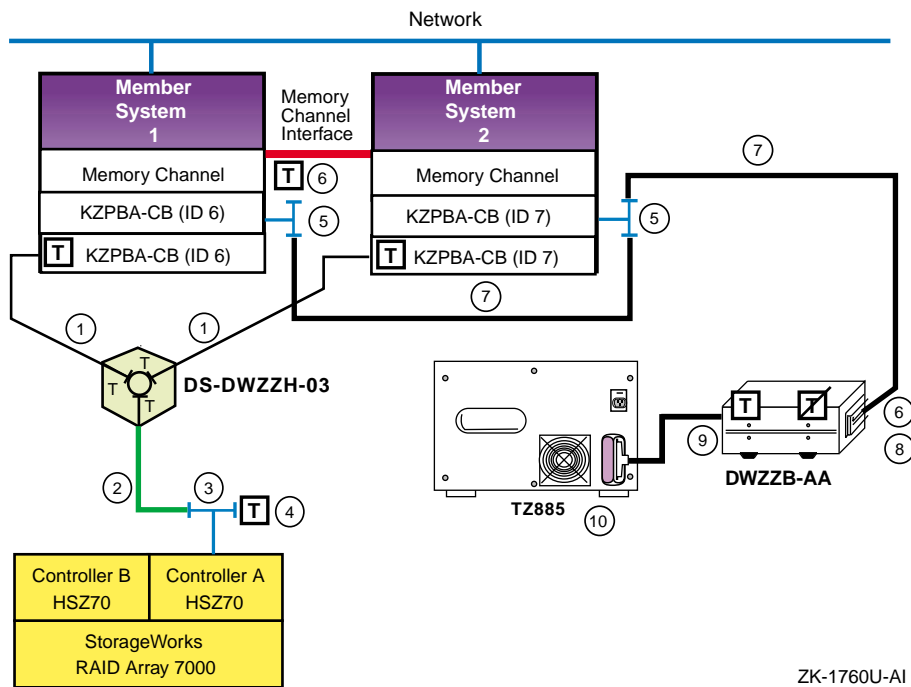 Network
Member
System
1
Memory
Channel
Interface
Member
System
2
Memory Channel
T 6
Memory Channel
7
KZPBA-CB (ID 6)
5
KZPBA-CB (ID 7)
5
T KZPBA-CB (ID 6)
T KZPBA-CB (ID 7)
7
1
1
T
T
T
DS-DWZZH-03
T
T
6
8
9
DWZZB-AA
TZ885
10
2
3
T 4
Controller B
HSZ70
Controller A
HSZ70
StorageWorks
RAID Array 7000
ZK-1760U-AI